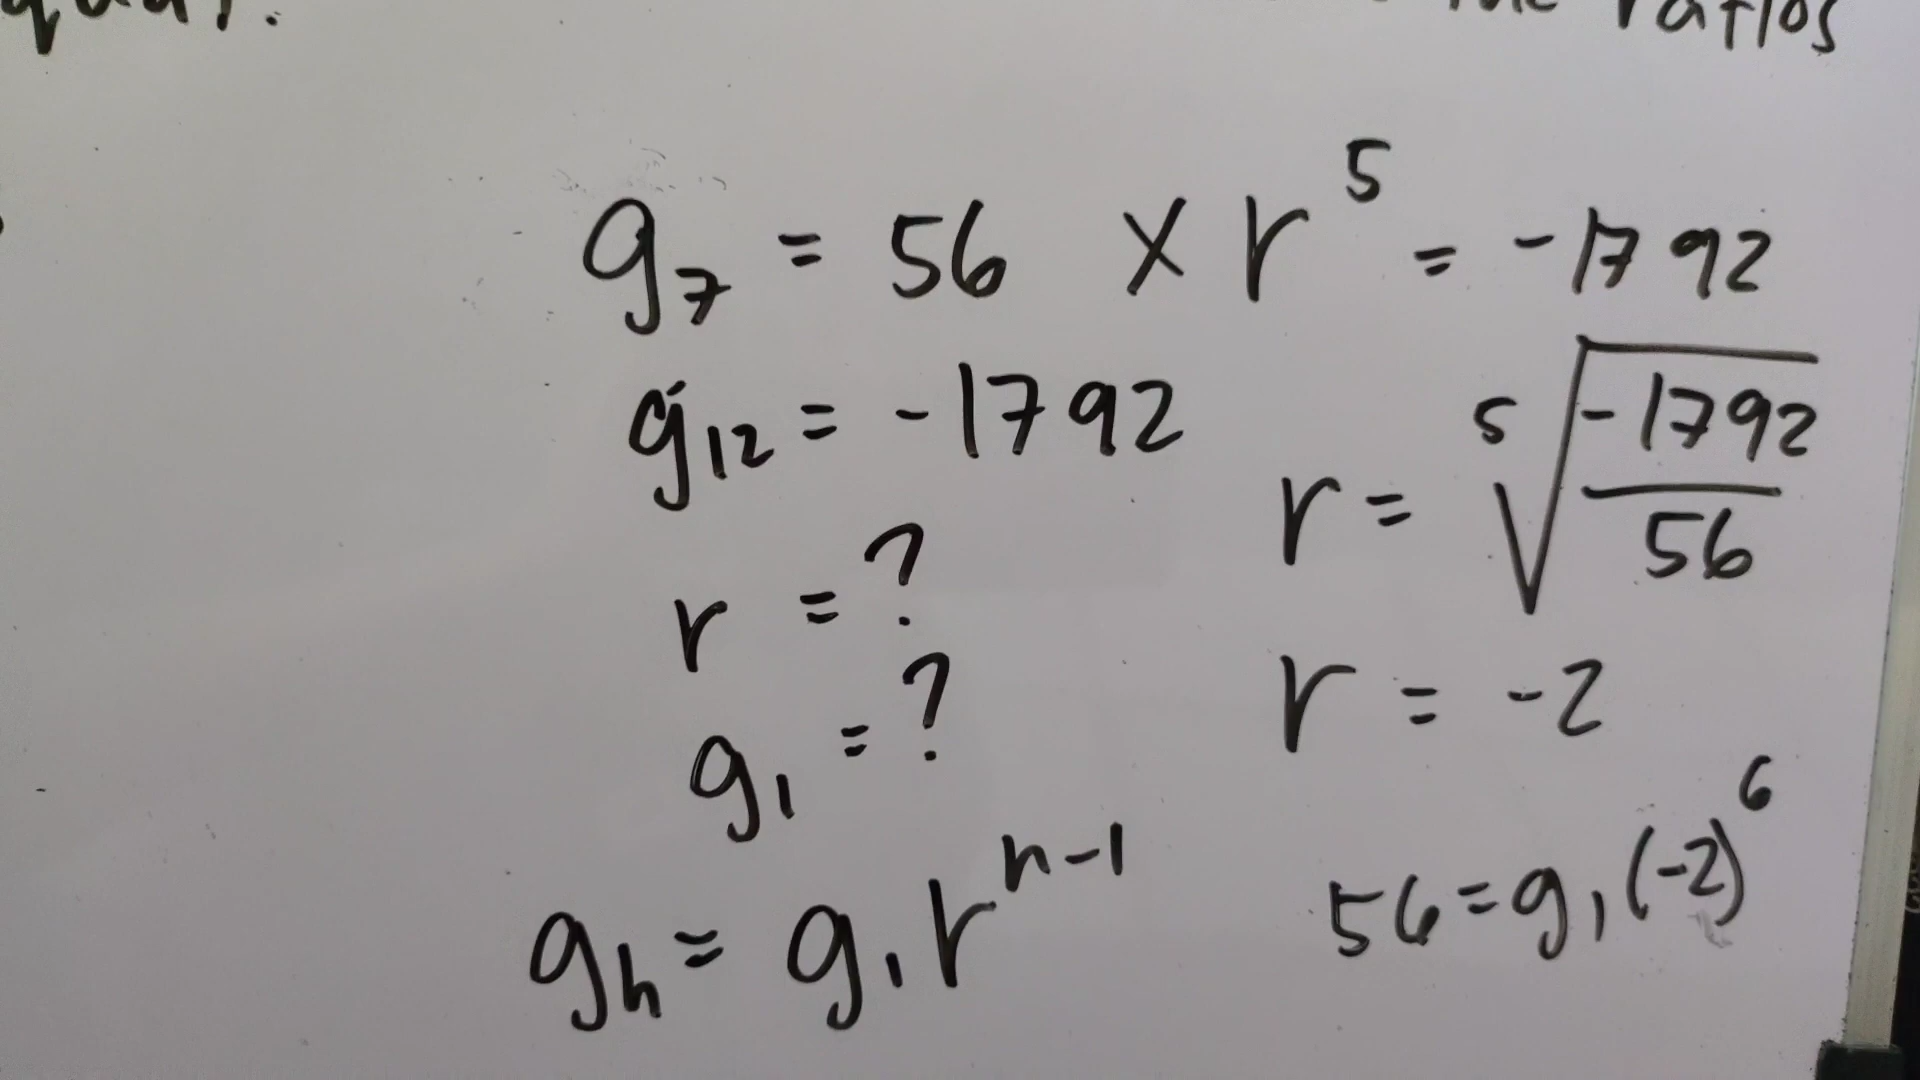 ratios
g₇ = 56 × r⁵ = -1792
g₁₂ = -1792
r = ⁵√(-1792/56)
r = ?
r = -2
g₁ = ?
gₙ = g₁rⁿ⁻¹
56 = g₁(-2)⁶